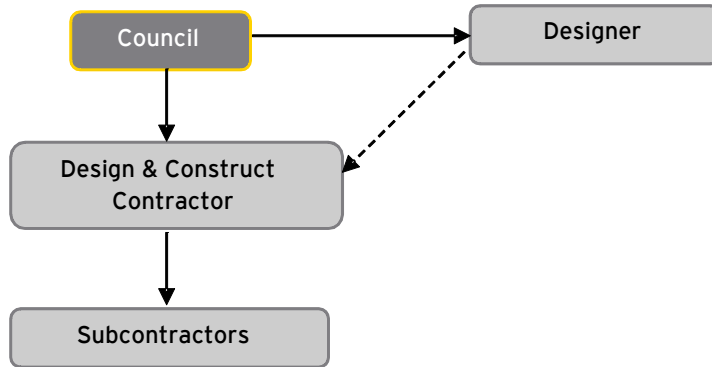 Council
Designer
Design & Construct
Contractor
Subcontractors